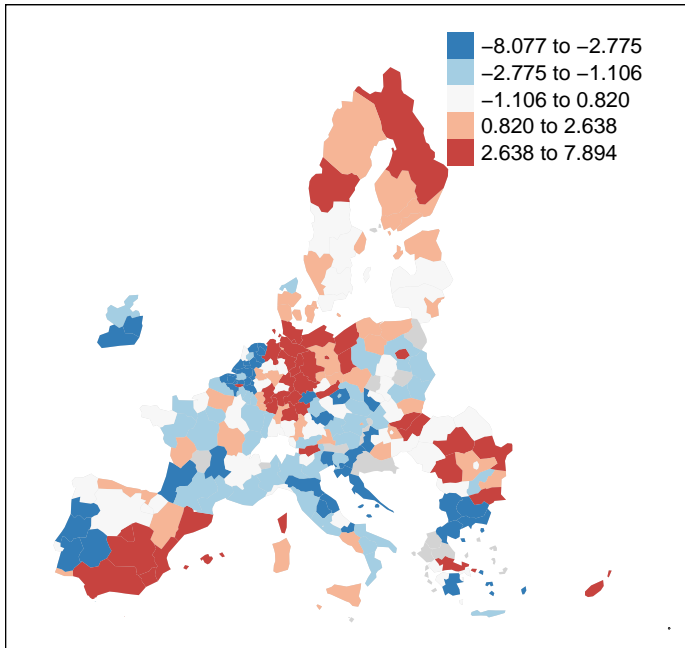 −8.077 to −2.775
−2.775 to −1.106
−1.106 to 0.820
0.820 to 2.638
2.638 to 7.894